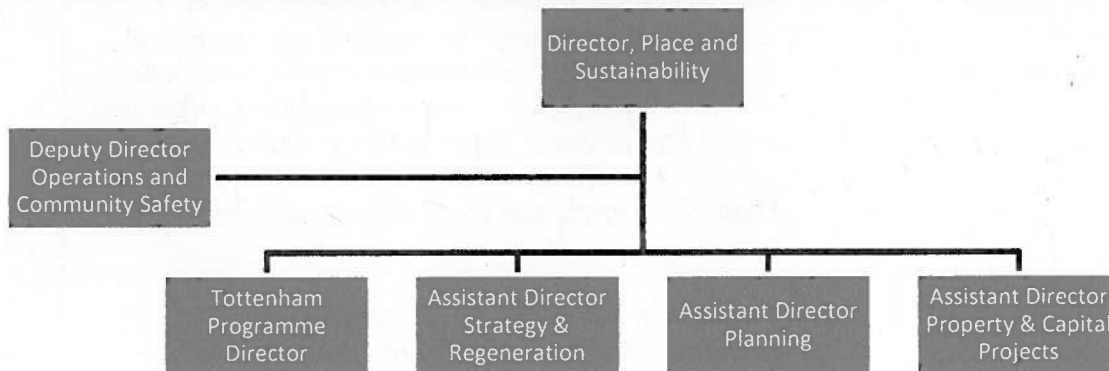 Director, Place and
Sustainability
Deputy Director
Operations and
Community Safety
Tottenham
Programme
Director
Assistant Director
Strategy &
Regeneration
Assistant Director
Planning
Assistant Director
Property & Capital
Projects